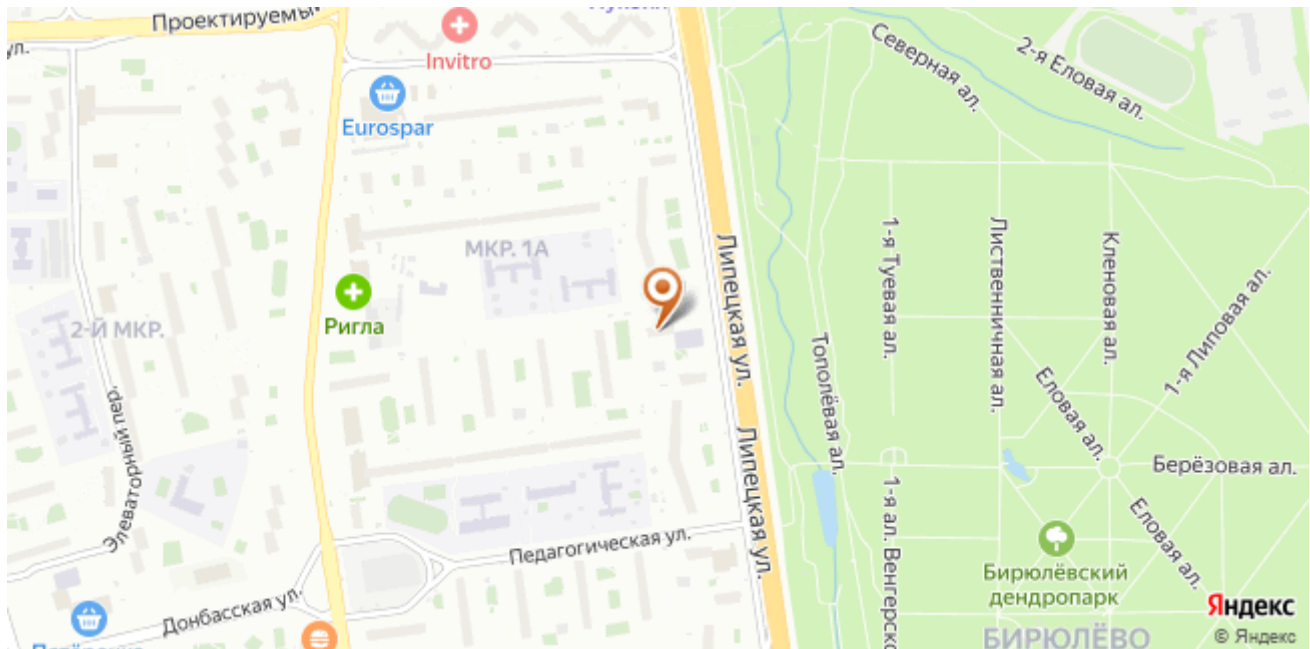 Проектируемы
ул.
Invitro
Eurospar
МКР. 1А
Ригла
2-Й МКР.
Элеваторный пер.
Донбасская ул.
Педагогическая ул.
Липецкая ул.
Липецкая ул.
Северная ал.
2-я Еловая ал.
1-я Туевая ал.
Лиственничная ал.
Кленовая ал.
1-я Липовая ал.
Тополёвая ал.
Еловая ал.
Берёзовая ал.
1-я ал. Венгерско
Еловая ал.
Бирюлёвский
дендропарк
БИРЮЛЁВО
Яндекс
© Яндекс